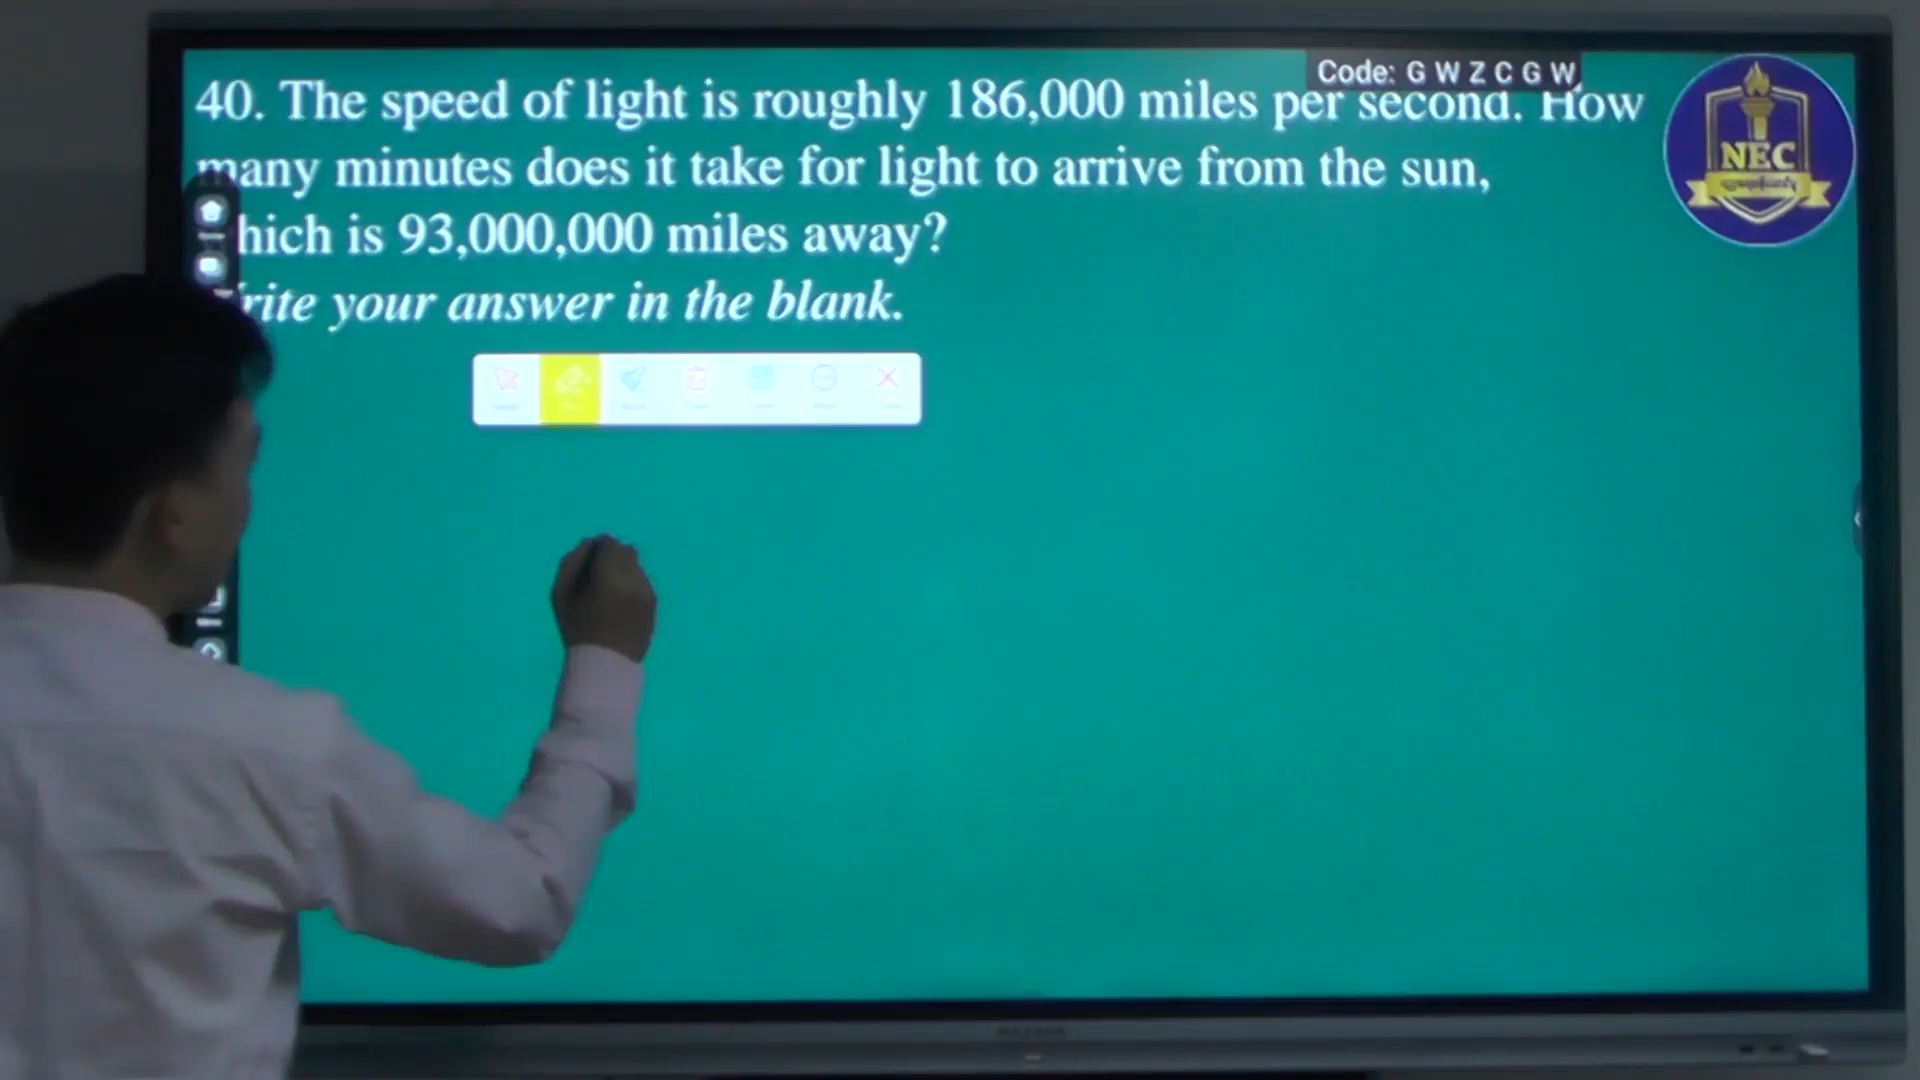 Code: G W Z C G W
40. The speed of light is roughly 186,000 miles per second. How
many minutes does it take for light to arrive from the sun,
hich is 93,000,000 miles away?
rite your answer in the blank.
NEC